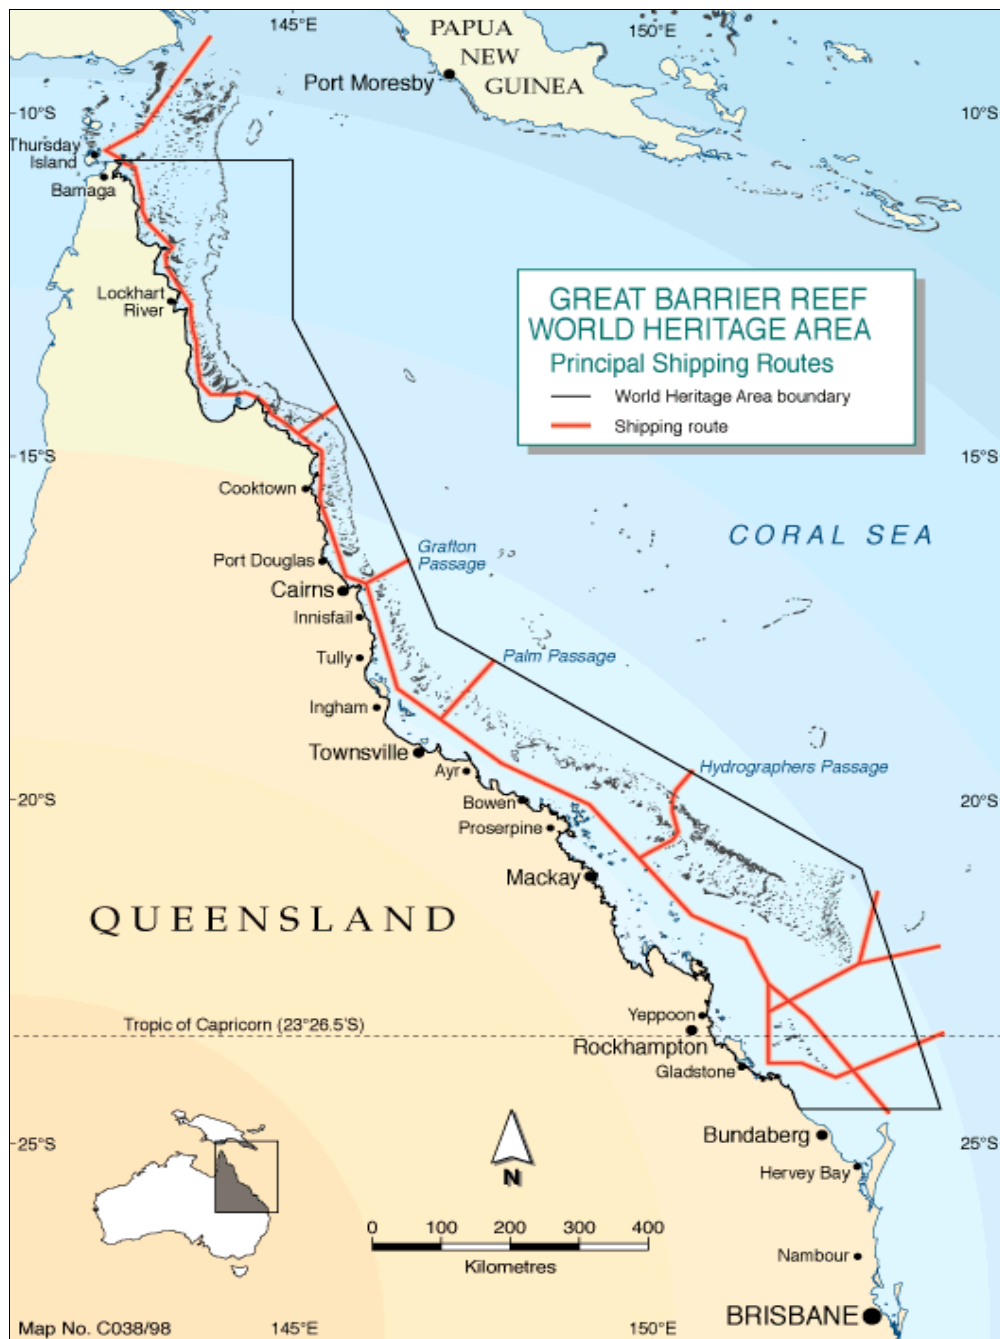 145°E
PAPUA
NEW
GUINEA
150°E
Port Moresby
10°S
10°S
Thursday
Island
Bamaga
Lockhart
River
GREAT BARRIER REEF
WORLD HERITAGE AREA
Principal Shipping Routes
World Heritage Area boundary
Shipping route
15°S
15°S
Cooktown
CORAL SEA
Grafton
Passage
Port Douglas
Cairns
Innisfail
Tully
Palm Passage
Ingham
Townsville
Ayr
Hydrographers Passage
20°S
20°S
Bowen
Proserpine
Mackay
QUEENSLAND
Yeppoon
Tropic of Capricorn (23°26.5'S)
Rockhampton
Gladstone
Bundaberg
25°S
25°S
Hervey Bay
N
0 100 200 300 400
Kilometres
Nambour
BRISBANE
Map No. C038/98
145°E
150°E